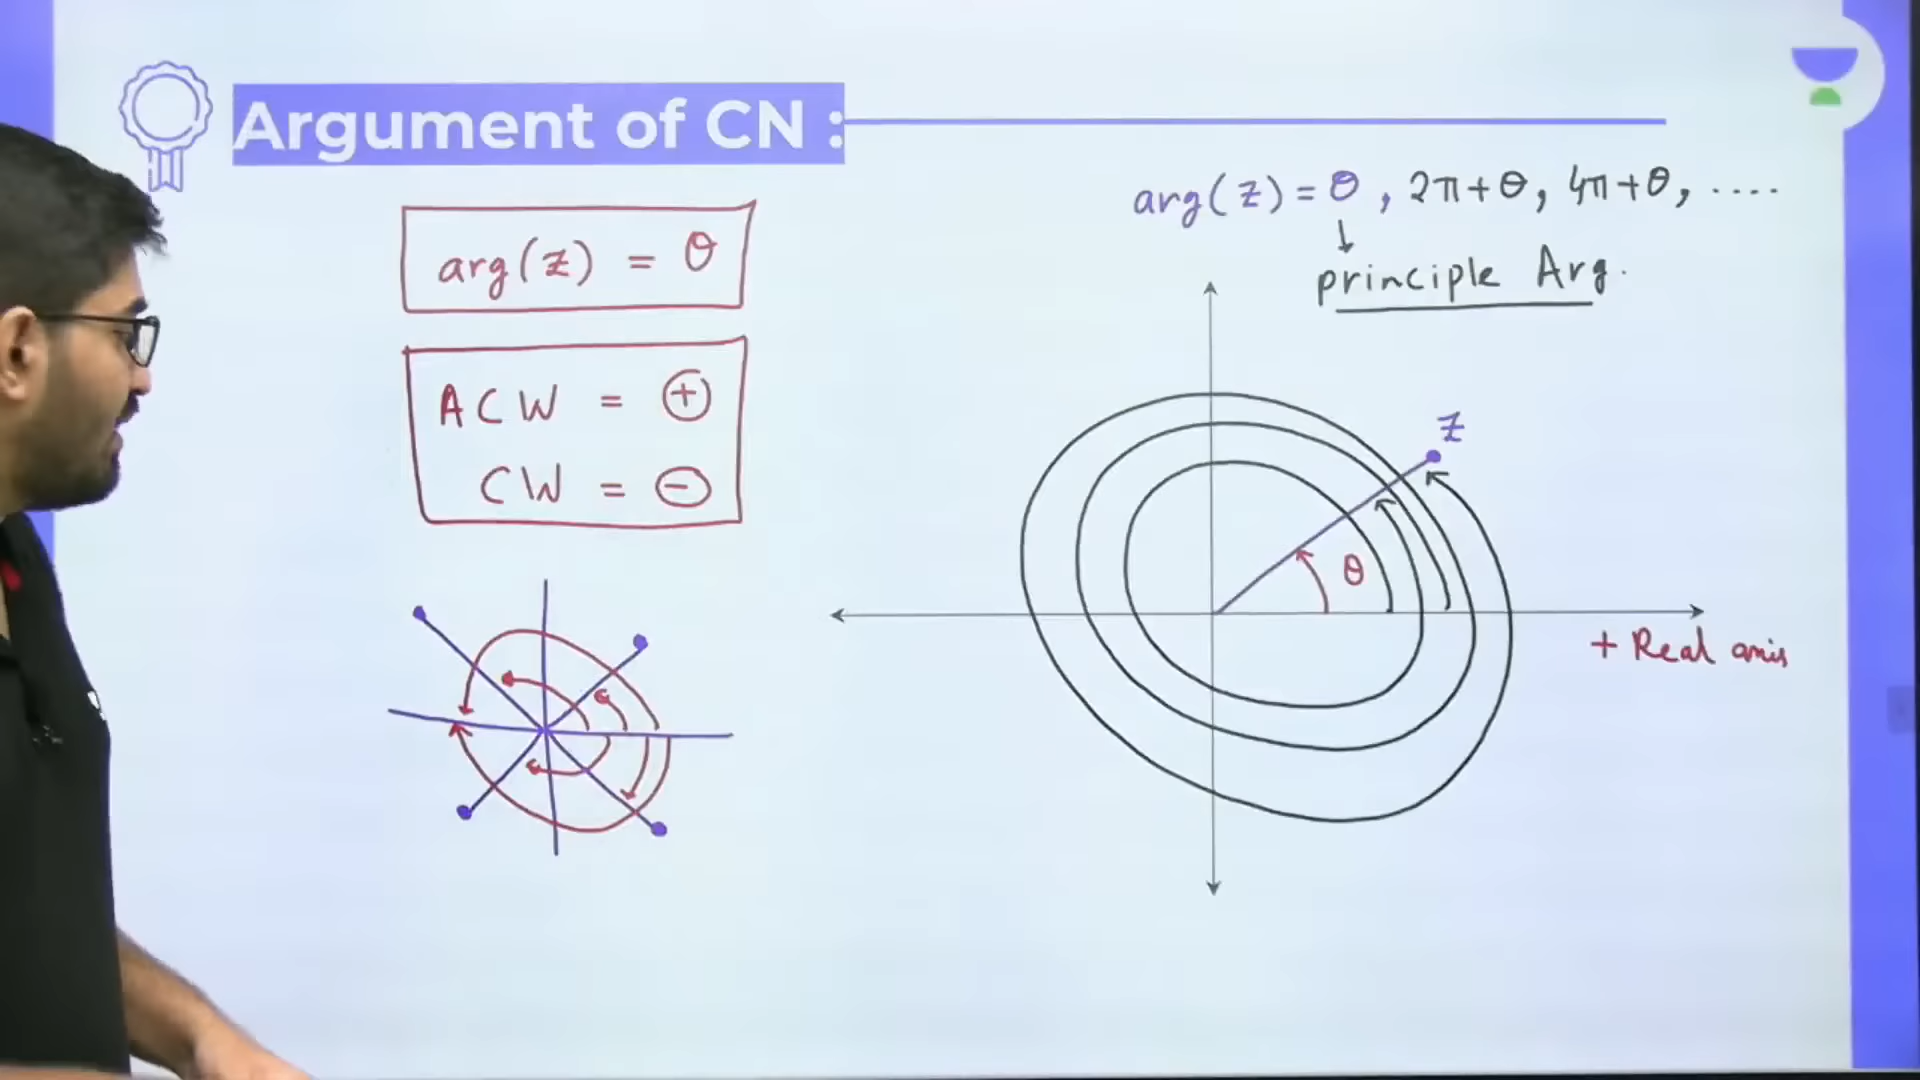 Argument of CN :
arg(z) = θ, 2π+θ, 4π+θ, ....
↓
principle Arg.
arg(z) = θ
ACW = ⊕
CW = ⊖
z
θ
+ Real axis